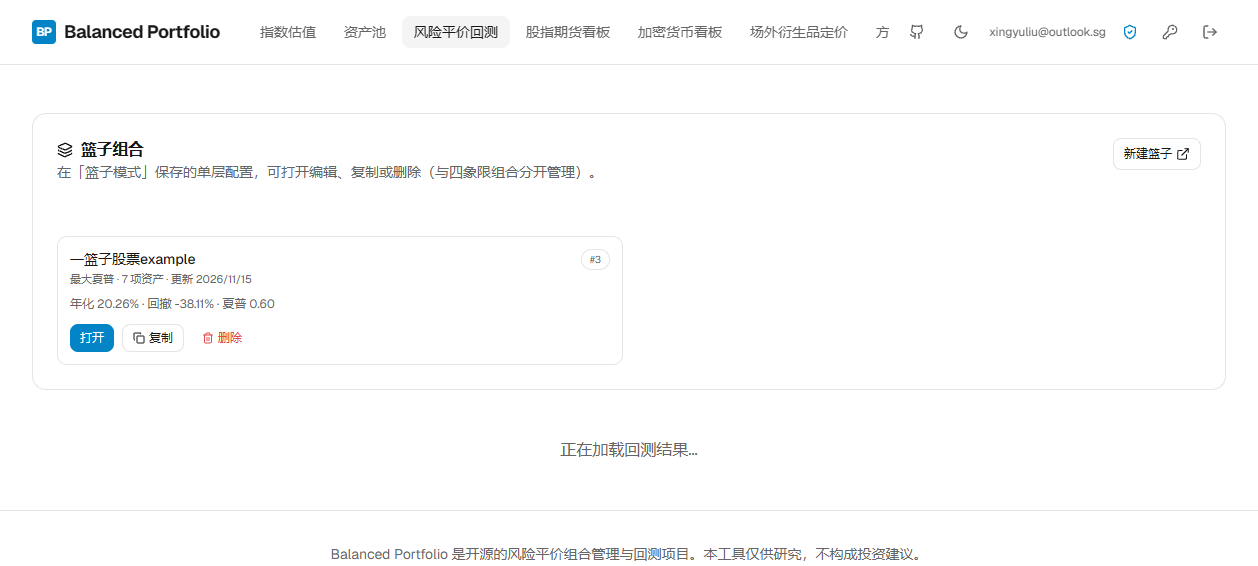 BP Balanced Portfolio 指数估值 资产池 风险平价回测 股指期货看板 加密货币看板 场外衍生品定价 方 xingyuliu@outlook.sg
篮子组合
新建篮子
在「篮子模式」保存的单层配置，可打开编辑、复制或删除（与四象限组合分开管理）。
一篮子股票example
#3
最大夏普 · 7 项资产 · 更新 2026/11/15
年化 20.26% · 回撤 -38.11% · 夏普 0.60
打开 复制 删除
正在加载回测结果...
Balanced Portfolio 是开源的风险平价组合管理与回测项目。本工具仅供研究，不构成投资建议。